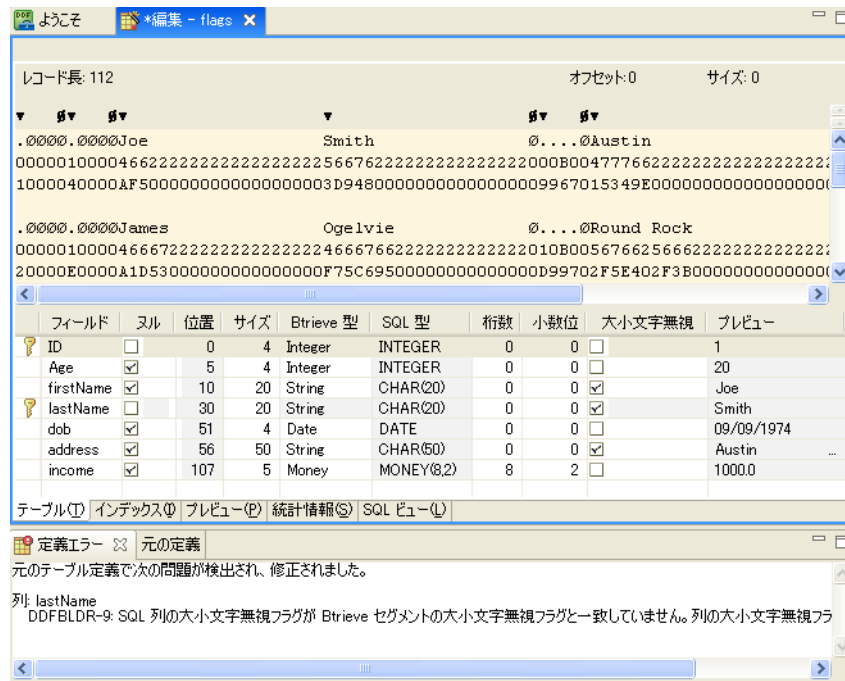 ようこそ
*編集 - flags
レコード長: 112 オフセット:0 サイズ: 0
.ØØØØ.ØØØØJoe Smith Ø....ØAustin
.ØØØØ.ØØØØJames Ogelvie Ø....ØRound Rock
フィールド ヌル 位置 サイズ Btrieve 型 SQL 型 桁数 小数位 大小文字無視 プレビュー
ID 0 4 Integer INTEGER 0 0 1
Age 5 4 Integer INTEGER 0 0 20
firstName 10 20 String CHAR(20) 0 0 Joe
lastName 30 20 String CHAR(20) 0 0 Smith
dob 51 4 Date DATE 0 0 09/09/1974
address 56 50 String CHAR(50) 0 0 Austin ...
income 107 5 Money MONEY(8,2) 8 2 1000.0
テーブル(T) インデックス(I) プレビュー(P) 統計情報(S) SQL ビュー(L)
定義エラー 元の定義
元のテーブル定義で次の問題が検出され、修正されました。
列: lastName
DDFBLDR-9: SQL 列の大小文字無視フラグが Btrieve セグメントの大小文字無視フラグと一致していません。列の大小文字無視フラ